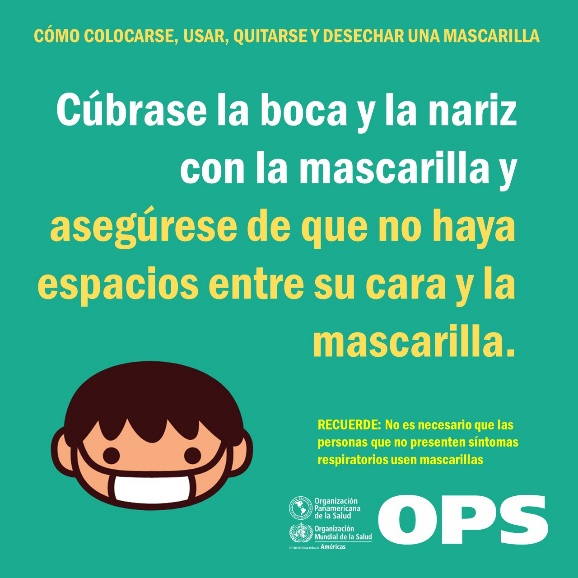 CÓMO COLOCARSE, USAR, QUITARSE Y DESECHAR UNA MASCARILLA
Cúbrase la boca y la nariz
con la mascarilla y
asegúrese de que no haya
espacios entre su cara y la
mascarilla.
RECUERDE: No es necesario que las
personas que no presenten síntomas
respiratorios usen mascarillas
Organización
Panamericana
de la Salud
Organización
Mundial de la Salud
Américas
OPS